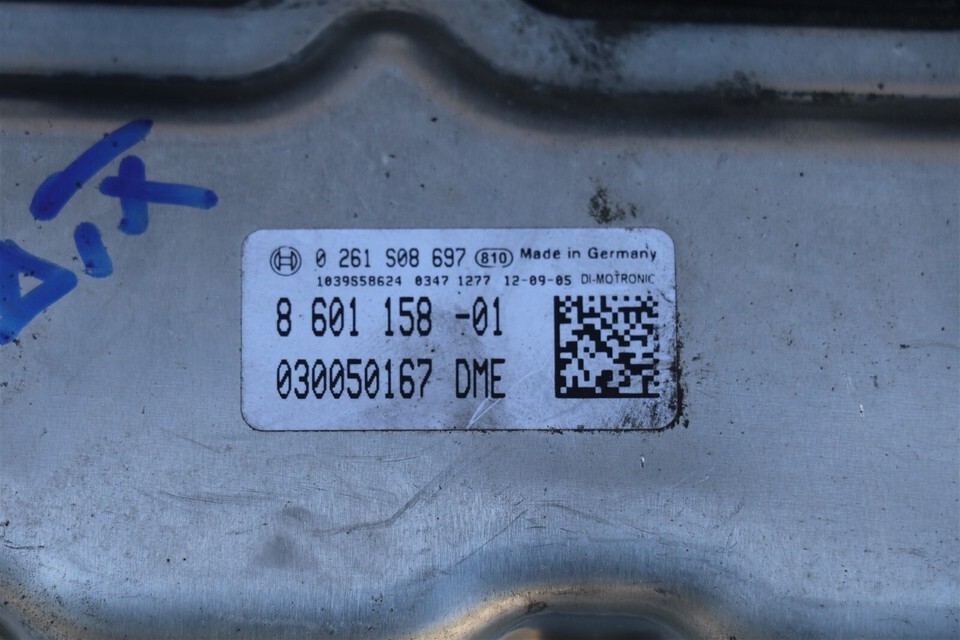 0 261 S08 697 810 Made in Germany
1039S58624 0347 1277 12-09-05 DI-MOTRONIC
8 601 158 -01
030050167 DME